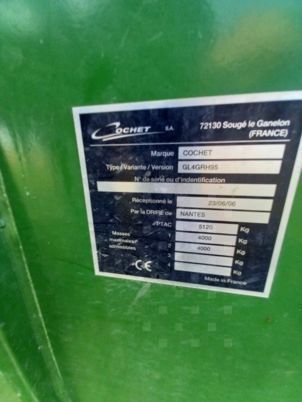 COCHET S.A. 72130 Sougé le Ganelon
(FRANCE)
Marque COCHET
Type / Variante / Version GL4GRH95
N° de série ou d'indentification
Réceptionné le 23/06/06
Par la DRIRE de NANTES
PTAC 5120 Kg
Masses 1 4000 Kg
maximales 2 4000 Kg
admissibles Kg
4 Kg
CE Made in France